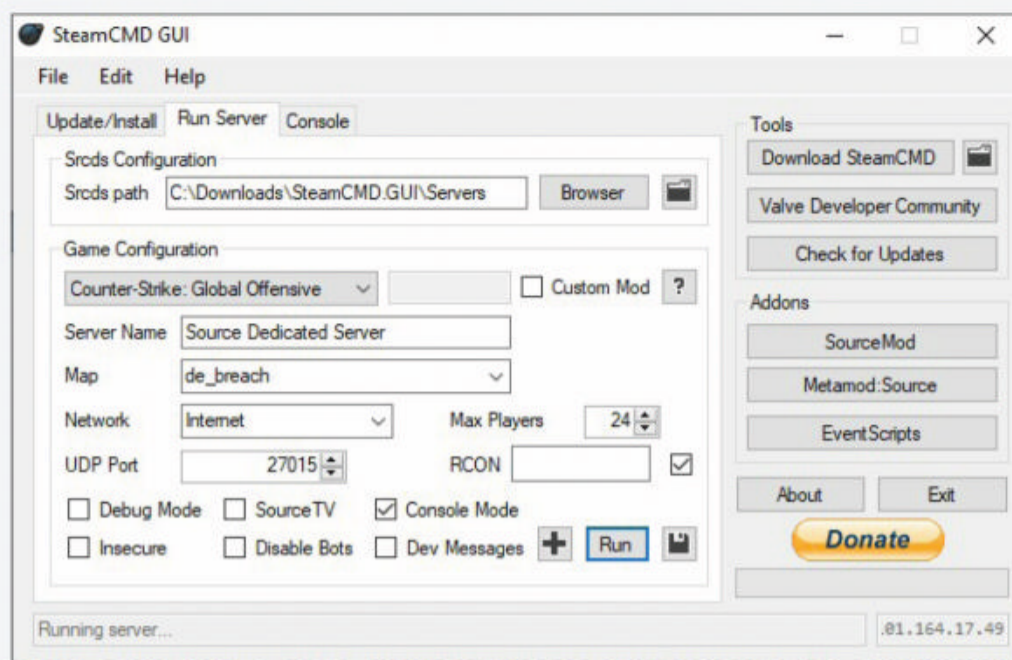 SteamCMD GUI
File Edit Help
Update/Install Run Server Console
Srcds Configuration
Srcds path C:\Downloads\SteamCMD.GUI\Servers Browser
Game Configuration
Counter-Strike: Global Offensive Custom Mod ?
Server Name Source Dedicated Server
Map de_breach
Network Internet Max Players 24
UDP Port 27015 RCON
Debug Mode SourceTV Console Mode
Insecure Disable Bots Dev Messages Run
Tools
Download SteamCMD
Valve Developer Community
Check for Updates
Addons
SourceMod
Metamod:Source
EventScripts
About Exit
Donate
Running server... .01.164.17.49